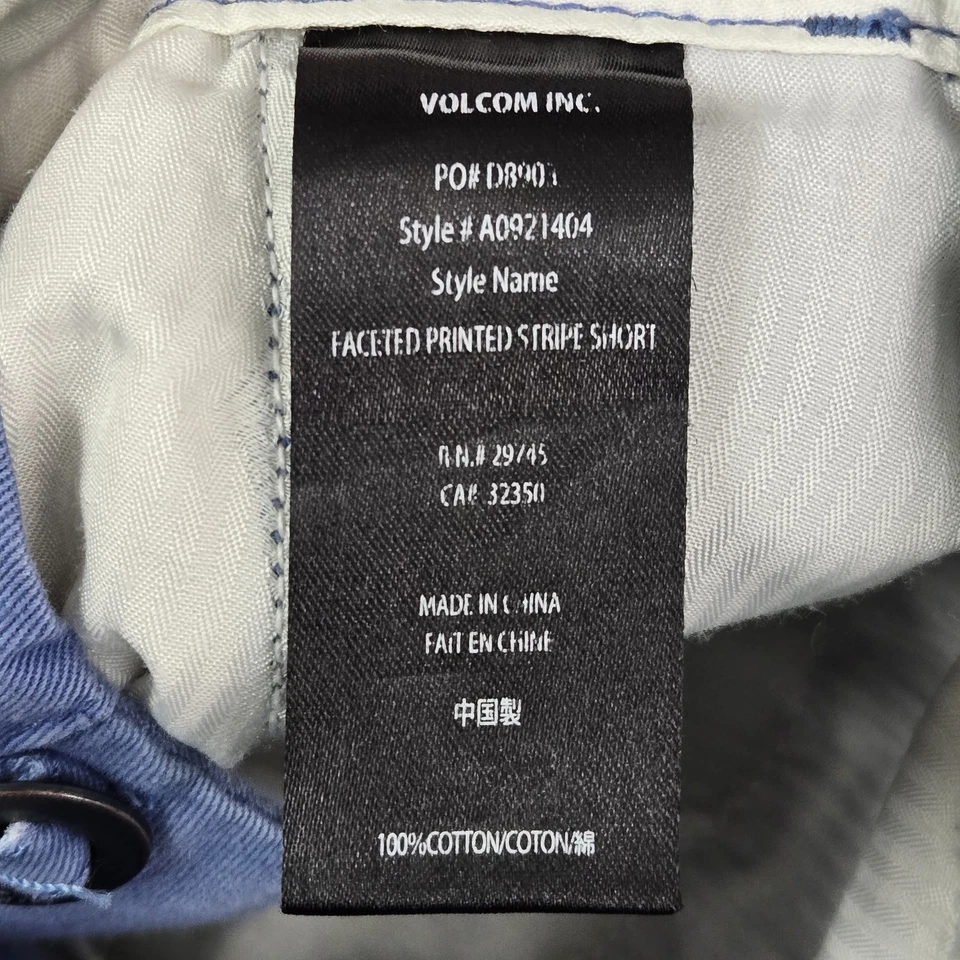 VOLCOM INC.
PO# D8901
Style # A0921404
Style Name
FACETED PRINTED STRIPE SHORT
R.N.# 29745
CA# 32350
MADE IN CHINA
FAIT EN CHINE
中国製
100%COTTON/COTON/綿